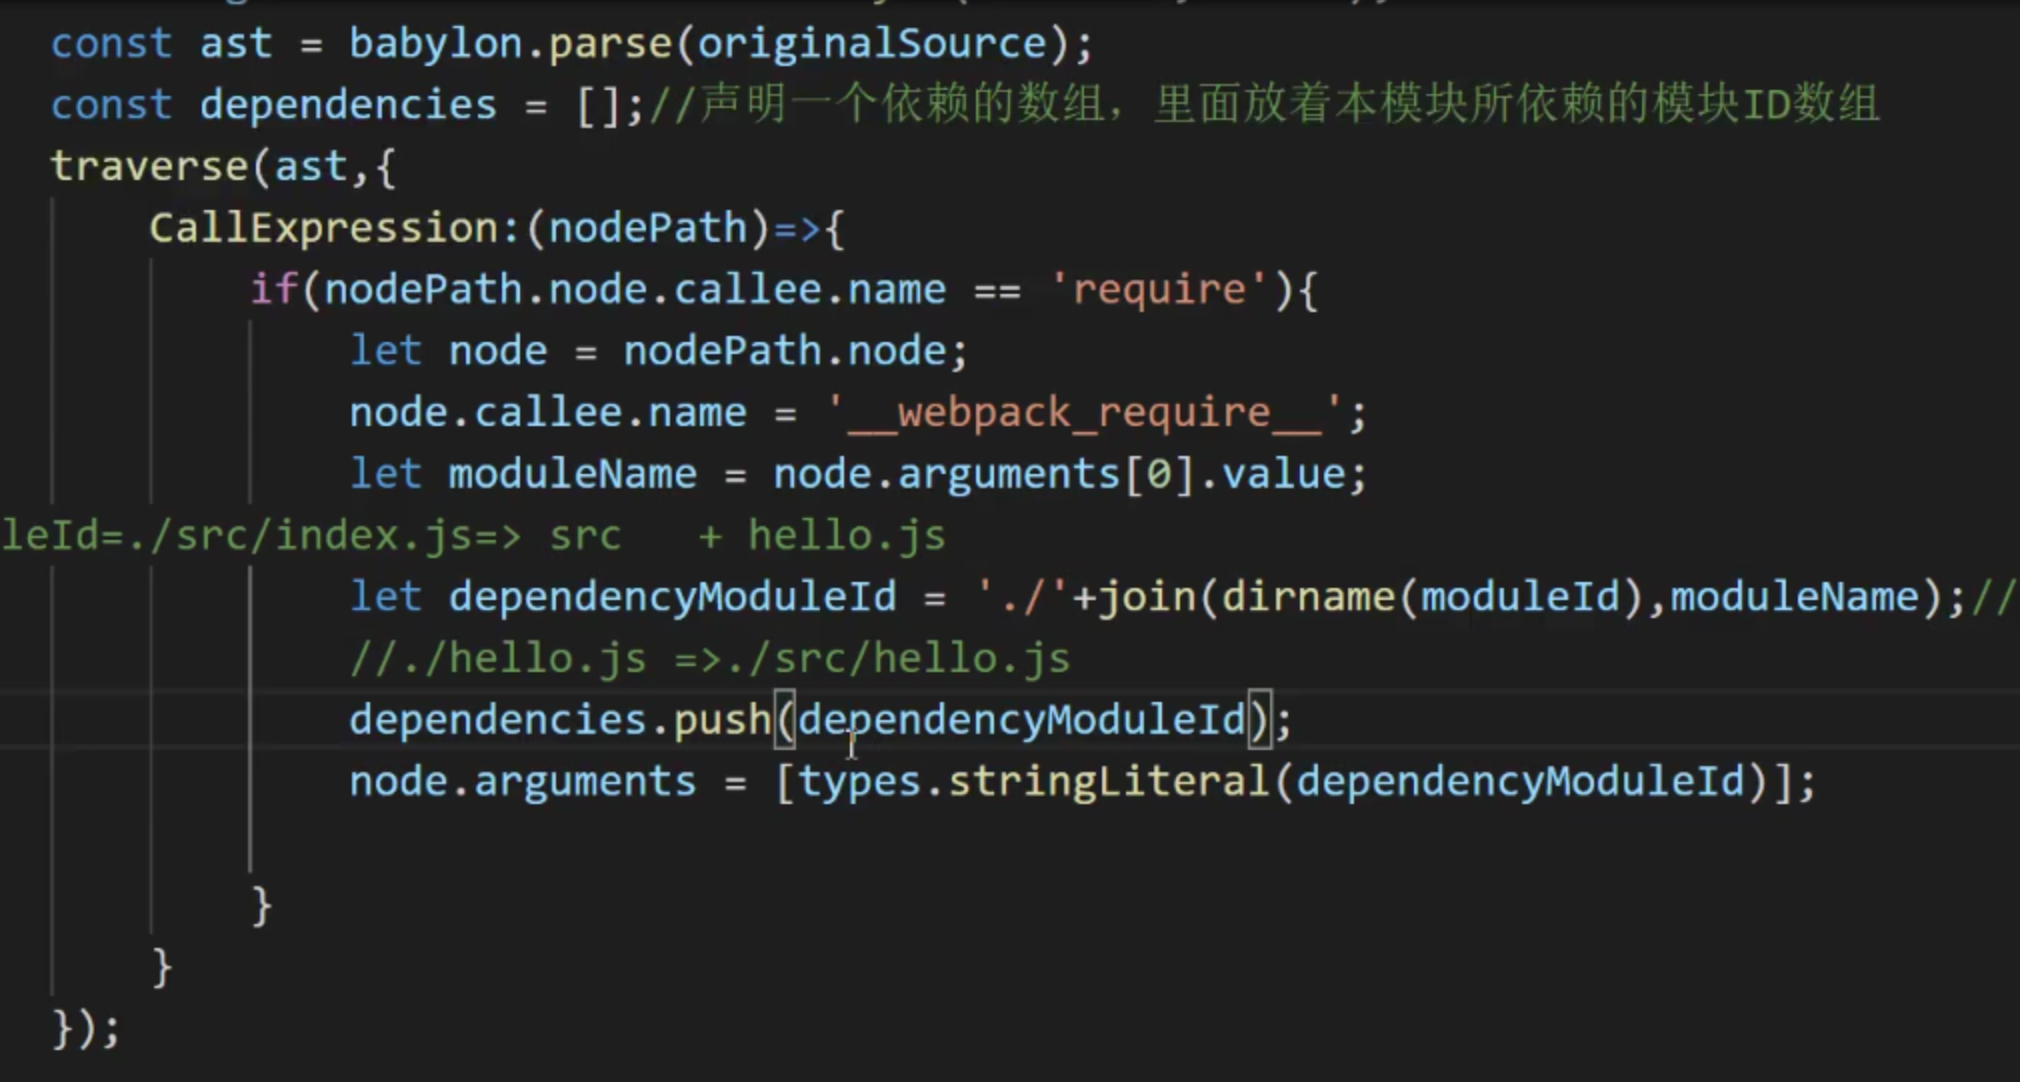 const ast = babylon.parse(originalSource);
const dependencies = [];//声明一个依赖的数组，里面放着本模块所依赖的模块ID数组
traverse(ast,{
CallExpression:(nodePath)=>{
if(nodePath.node.callee.name == 'require'){
let node = nodePath.node;
node.callee.name = '__webpack_require__';
let moduleName = node.arguments[0].value;
leId=./src/index.js=> src   + hello.js
let dependencyModuleId = './'+join(dirname(moduleId),moduleName);//
//./hello.js =>./src/hello.js
dependencies.push(dependencyModuleId);
node.arguments = [types.stringLiteral(dependencyModuleId)];
}
}
});